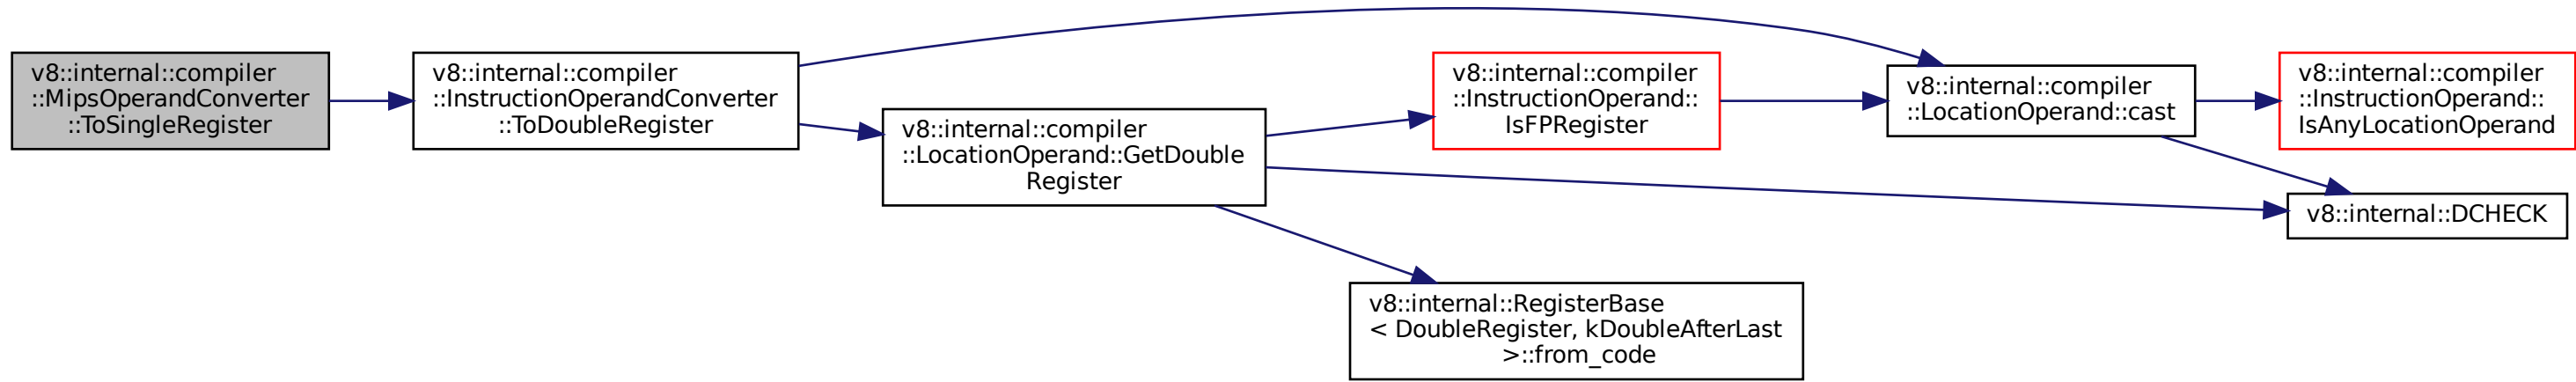 v8::internal::compiler
::MipsOperandConverter
::ToSingleRegister
v8::internal::compiler
::InstructionOperandConverter
::ToDoubleRegister
v8::internal::compiler
::LocationOperand::GetDouble
Register
v8::internal::compiler
::InstructionOperand::
IsFPRegister
v8::internal::RegisterBase
< DoubleRegister, kDoubleAfterLast
>::from_code
v8::internal::compiler
::LocationOperand::cast
v8::internal::compiler
::InstructionOperand::
IsAnyLocationOperand
v8::internal::DCHECK